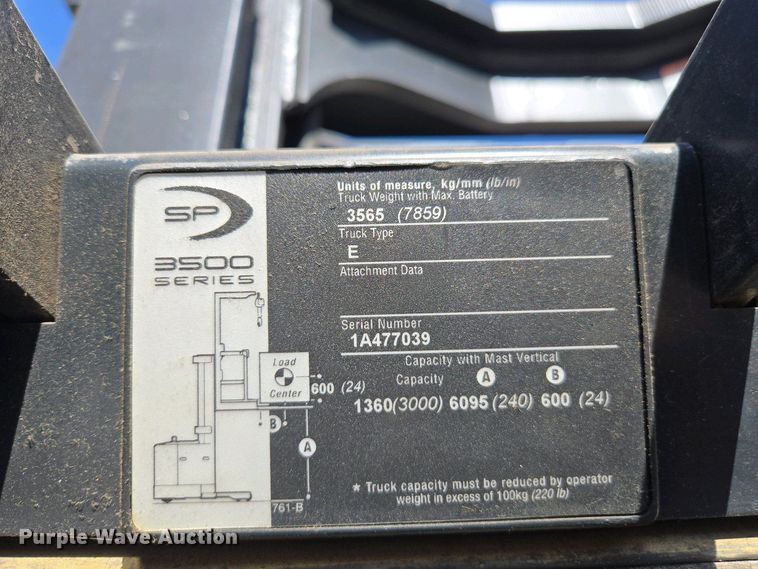 SP
3500
SERIES
Load
Center
600 (24)
B
A
761-B
Units of measure, kg/mm (lb/in)
Truck Weight with Max. Battery
3565 (7859)
Truck Type
E
Attachment Data
Serial Number
1A477039
Capacity with Mast Vertical
Capacity A B
1360(3000) 6095(240) 600 (24)
* Truck capacity must be reduced by operator
weight in excess of 100kg (220 lb)
Purple Wave Auction
Purple Wave Auction